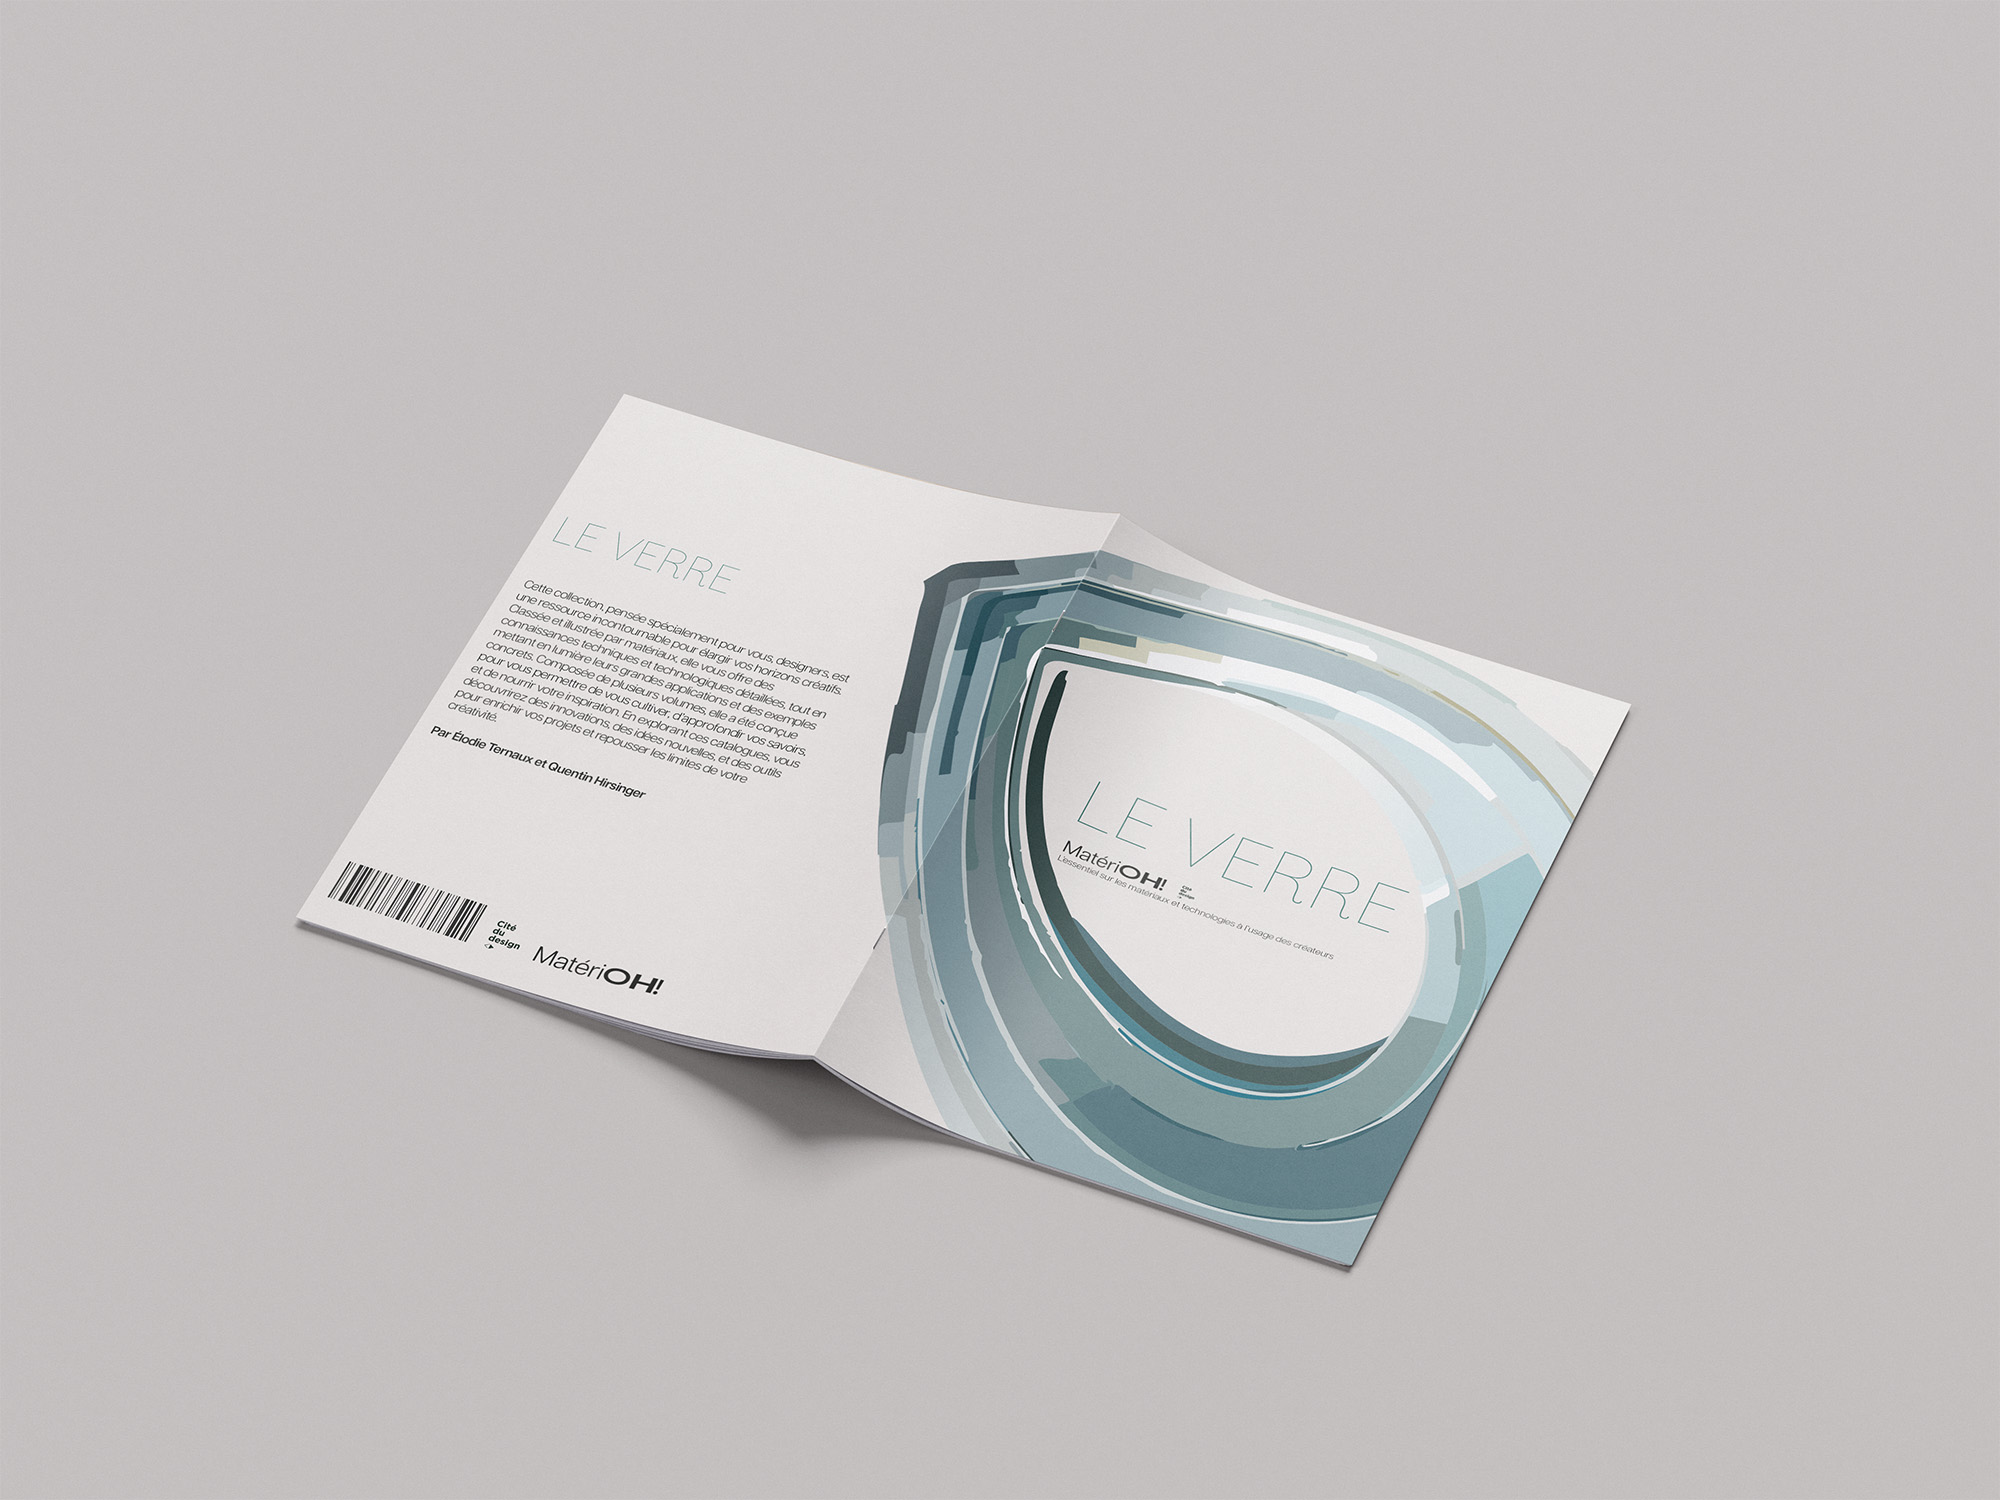 LE VERRE
Cette collection, pensée spécialement pour vous, designers, est
une ressource incontournable pour élargir vos horizons créatifs.
Classée et illustrée par matériaux, elle vous offre des
connaissances techniques et technologiques détaillées, tout en
mettant en lumière leurs grandes applications et des exemples
concrets. Composée de plusieurs volumes, elle a été conçue
pour vous permettre de vous cultiver, d'approfondir vos savoirs,
et de nourrir votre inspiration. En explorant ces catalogues, vous
découvrirez des innovations, des idées nouvelles, et des outils
pour enrichir vos projets et repousser les limites de votre
créativité.
Par Élodie Ternaux et Quentin Hirsinger
Cité
du
design
MatériOH!
LE VERRE
MatériOH!
Cité
du
design
L'essentiel sur les matériaux et technologies à l'usage des créateurs